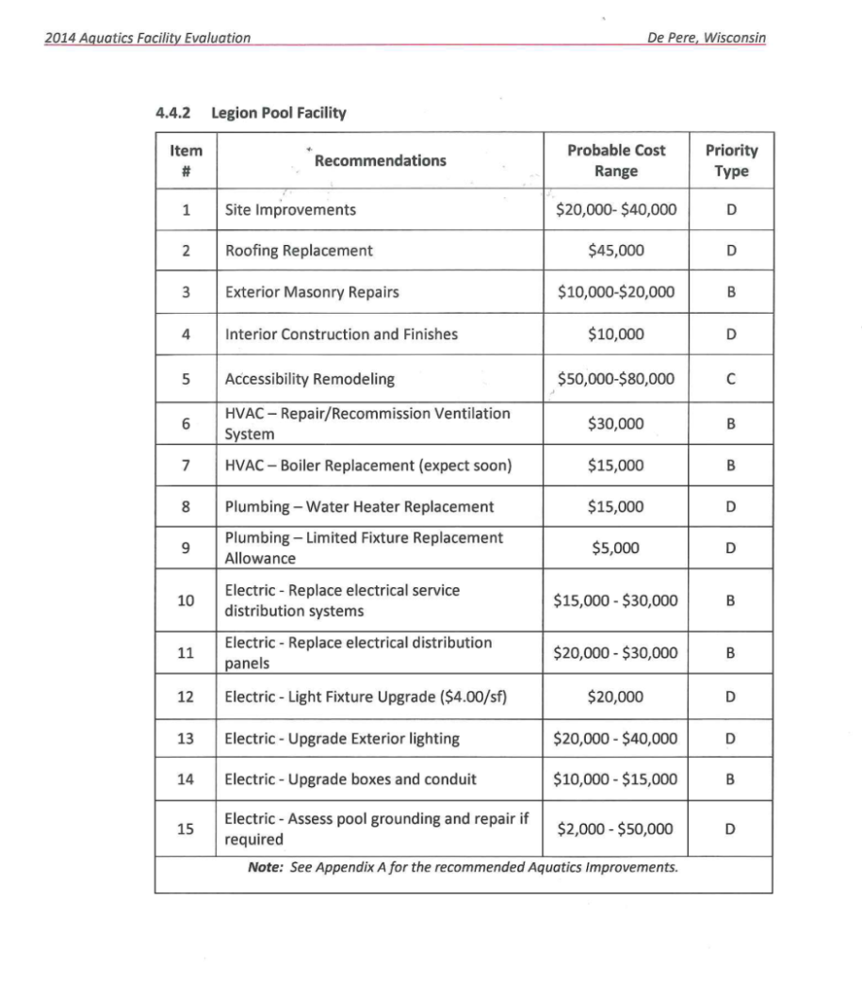 2014 Aquatics Facility Evaluation De Pere, Wisconsin
4.4.2 Legion Pool Facility
Item # Recommendations Probable Cost Range Priority Type
1 Site Improvements $20,000- $40,000 D
2 Roofing Replacement $45,000 D
3 Exterior Masonry Repairs $10,000-$20,000 B
4 Interior Construction and Finishes $10,000 D
5 Accessibility Remodeling $50,000-$80,000 C
6 HVAC – Repair/Recommission Ventilation System $30,000 B
7 HVAC – Boiler Replacement (expect soon) $15,000 B
8 Plumbing – Water Heater Replacement $15,000 D
9 Plumbing – Limited Fixture Replacement Allowance $5,000 D
10 Electric - Replace electrical service distribution systems $15,000 - $30,000 B
11 Electric - Replace electrical distribution panels $20,000 - $30,000 B
12 Electric - Light Fixture Upgrade ($4.00/sf) $20,000 D
13 Electric - Upgrade Exterior lighting $20,000 - $40,000 D
14 Electric - Upgrade boxes and conduit $10,000 - $15,000 B
15 Electric - Assess pool grounding and repair if required $2,000 - $50,000 D
Note: See Appendix A for the recommended Aquatics Improvements.